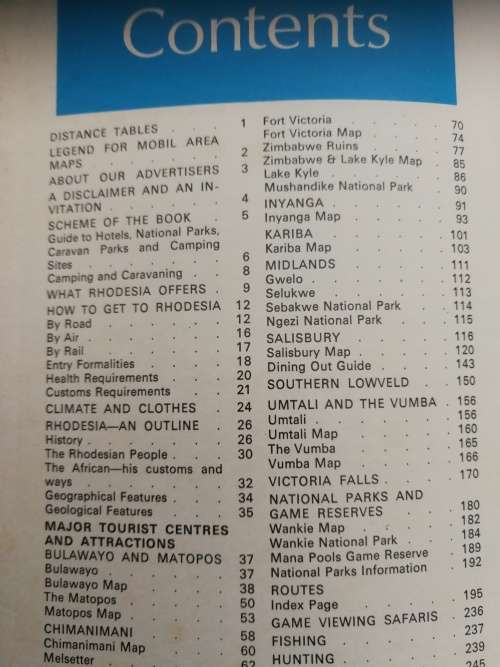 Contents
DISTANCE TABLES . . . 1
LEGEND FOR MOBIL AREA
MAPS . . . . . . 2
ABOUT OUR ADVERTISERS 3
A DISCLAIMER AND AN IN-
VITATION . . . . . 4
SCHEME OF THE BOOK . 5
Guide to Hotels, National Parks,
Caravan Parks and Camping
Sites . . . . . . 6
Camping and Caravaning . . 8
WHAT RHODESIA OFFERS . 9
HOW TO GET TO RHODESIA 12
By Road . . . . . 12
By Air . . . . . . 16
By Rail . . . . . 17
Entry Formalities . . . 18
Health Requirements . . 20
Customs Requirements . . 21
CLIMATE AND CLOTHES . 24
RHODESIA—AN OUTLINE . 26
History . . . . . 26
The Rhodesian People . . . 30
The African—his customs and
ways . . . . . . 32
Geographical Features . . . 34
Geological Features . . . 35
MAJOR TOURIST CENTRES
AND ATTRACTIONS
BULAWAYO AND MATOPOS 37
Bulawayo . . . . . 37
Bulawayo Map . . . . 38
The Matopos . . . . 50
Matopos Map . . . . 53
CHIMANIMANI . . . . 58
Chimanimani Map . . . 60
Melsetter . . . . . 62
Fort Victoria . . . . . 70
Fort Victoria Map . . . 74
Zimbabwe Ruins . . . 77
Zimbabwe & Lake Kyle Map . 85
Lake Kyle . . . . . 86
Mushandike National Park . 90
INYANGA . . . . . 91
Inyanga Map . . . . 93
KARIBA . . . . . 101
Kariba Map . . . . 103
MIDLANDS . . . . 111
Gwelo . . . . . . 112
Selukwe . . . . . 113
Sebakwe National Park . . 114
Ngezi National Park . . . 115
SALISBURY . . . . 116
Salisbury Map . . . . 120
Dining Out Guide . . . 143
SOUTHERN LOWVELD . . 150
UMTALI AND THE VUMBA . 156
Umtali . . . . . . 156
Umtali Map . . . . 160
The Vumba . . . . 165
Vumba Map . . . . 166
VICTORIA FALLS . . . . 170
NATIONAL PARKS AND
GAME RESERVES . . . 180
Wankie Map . . . . 182
Wankie National Park . . . 184
Mana Pools Game Reserve . 189
National Parks Information . 192
ROUTES
Index Page . . . . . 195
GAME VIEWING SAFARIS . 236
FISHING . . . . . 237
HUNTING . . . . . 239
245